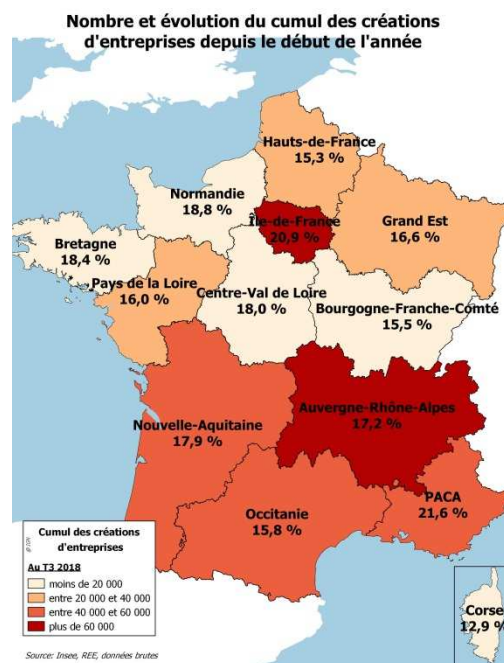 Nombre et évolution du cumul des créations
d'entreprises depuis le début de l'année
Hauts-de-France
15,3 %
Normandie
18,8 %
Île-de-France
20,9 %
Grand Est
16,6 %
Bretagne
18,4 %
Pays de la Loire
16,0 %
Centre-Val de Loire
18,0 %
Bourgogne-Franche-Comté
15,5 %
Auvergne-Rhône-Alpes
17,2 %
Nouvelle-Aquitaine
17,9 %
PACA
21,6 %
Occitanie
15,8 %
Corse
12,9 %
Cumul des créations
d'entreprises
Au T3 2018
moins de 20 000
entre 20 000 et 40 000
entre 40 000 et 60 000
plus de 60 000
Source: Insee, REE, données brutes